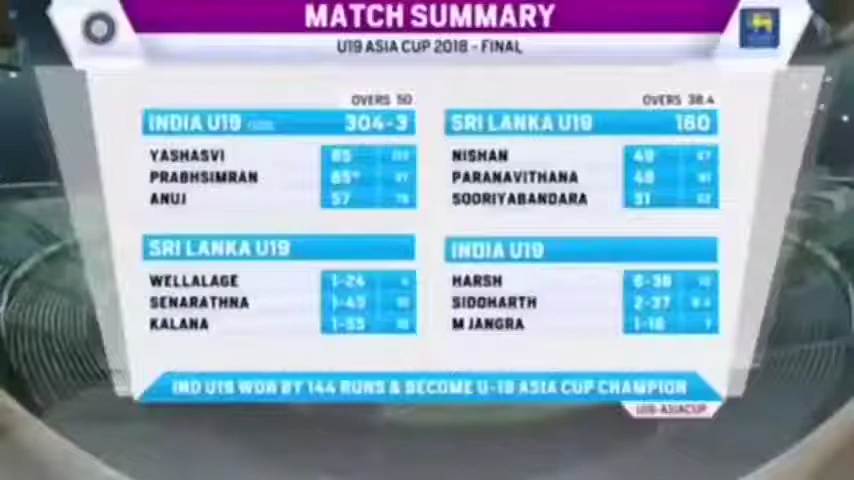 MATCH SUMMARY
U19 ASIA CUP 2018 - FINAL
OVERS 50
INDIA U19 304-3
YASHASVI 85
PRABHSIMRAN 65*
ANUJ 57
OVERS 38.4
SRI LANKA U19 160
NISHAN 49
PARANAVITHANA 48
SOORIYABANDARA 31
SRI LANKA U19
WELLALAGE 1-24
SENARATHNA 1-45
KALANA 1-55
INDIA U19
HARSH 6-38 10
SIDDHARTH 2-37
M JANGRA 1-18 7
IND U19 WON BY 144 RUNS & BECOME U-19 ASIA CUP CHAMPION
U19-ASIACUP